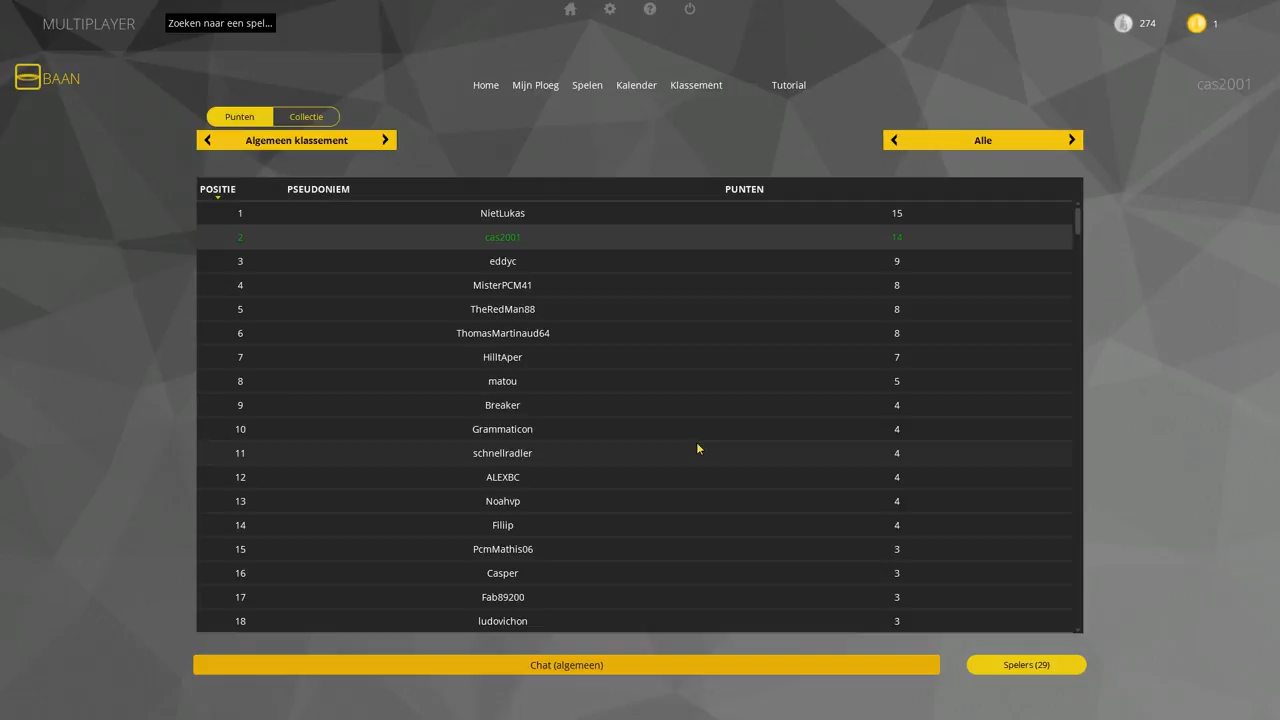 MULTIPLAYER
Zoeken naar een spel...
274
1
BAAN
Home Mijn Ploeg Spelen Kalender Klassement Tutorial
cas2001
Punten Collectie
Algemeen klassement
Alle
POSITIE PSEUDONIEM PUNTEN
1 NietLukas 15
2 cas2001 14
3 eddyc 9
4 MisterPCM41 8
5 TheRedMan88 8
6 ThomasMartinaud64 8
7 HilltAper 7
8 matou 5
9 Breaker 4
10 Grammaticon 4
11 schnellradler 4
12 ALEXBC 4
13 Noahvp 4
14 Filiip 4
15 PcmMathis06 3
16 Casper 3
17 Fab89200 3
18 ludovichon 3
Chat (algemeen)
Spelers (29)